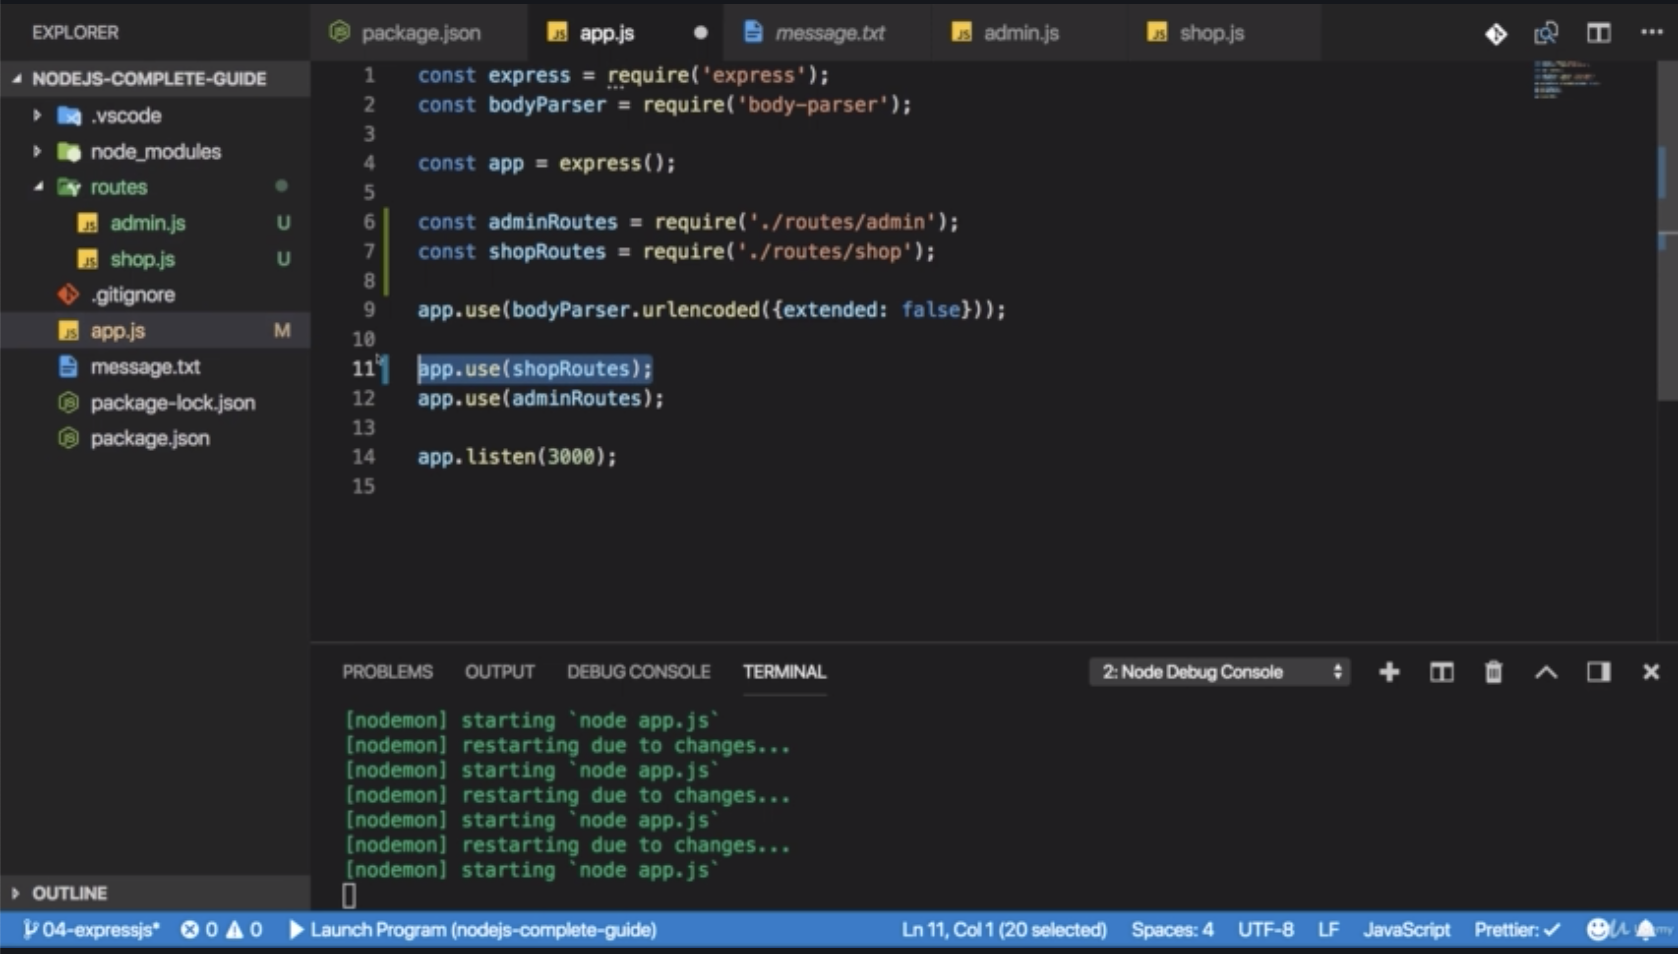 EXPLORER
package.json
app.js
message.txt
admin.js
shop.js
NODEJS-COMPLETE-GUIDE
.vscode
node_modules
routes
admin.js U
shop.js U
.gitignore
app.js M
message.txt
package-lock.json
package.json
OUTLINE
1 const express = require('express');
2 const bodyParser = require('body-parser');
3
4 const app = express();
5
6 const adminRoutes = require('./routes/admin');
7 const shopRoutes = require('./routes/shop');
8
9 app.use(bodyParser.urlencoded({extended: false}));
10
11 app.use(shopRoutes);
12 app.use(adminRoutes);
13
14 app.listen(3000);
15
PROBLEMS OUTPUT DEBUG CONSOLE TERMINAL 2: Node Debug Console
[nodemon] starting `node app.js`
[nodemon] restarting due to changes...
[nodemon] starting `node app.js`
[nodemon] restarting due to changes...
[nodemon] starting `node app.js`
[nodemon] restarting due to changes...
[nodemon] starting `node app.js`
04-expressjs* 0 0 Launch Program (nodejs-complete-guide) Ln 11, Col 1 (20 selected) Spaces: 4 UTF-8 LF JavaScript Prettier: ✓